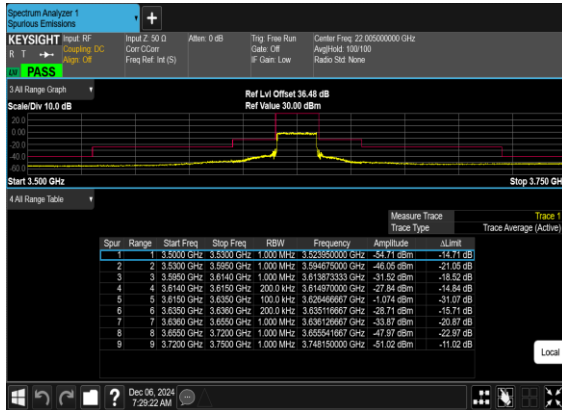 Spectrum Analyzer 1
Spurious Emissions
+
KEYSIGHT Input: RF Input Z: 50 Ω Atten: 0 dB Trig: Free Run Center Freq: 22.005000000 GHz
R T Coupling: DC Corr CCorr Gate: Off Avg|Hold: 100/100
Align: Off Freq Ref: Int (S) IF Gain: Low Radio Std: None
LXI PASS
3 All Range Graph Ref Lvl Offset 36.48 dB
Scale/Div 10.0 dB Ref Value 30.00 dBm
20.0
0.00
-20.0
-40.0
-60.0
Start 3.500 GHz Stop 3.750 GH
4 All Range Table
Measure Trace Trace 1
Trace Type Trace Average (Active)
Spur Range Start Freq Stop Freq RBW Frequency Amplitude ΔLimit
1 1 3.5000 GHz 3.5300 GHz 1.000 MHz 3.523950000 GHz -54.71 dBm -14.71 dB
2 2 3.5300 GHz 3.5950 GHz 1.000 MHz 3.594675000 GHz -46.05 dBm -21.05 dB
3 3 3.5950 GHz 3.6140 GHz 1.000 MHz 3.613873333 GHz -31.52 dBm -18.52 dB
4 4 3.6140 GHz 3.6150 GHz 200.0 kHz 3.614970000 GHz -27.84 dBm -14.84 dB
5 5 3.6150 GHz 3.6350 GHz 100.0 kHz 3.626466667 GHz -1.074 dBm -31.07 dB
6 6 3.6350 GHz 3.6360 GHz 200.0 kHz 3.635116667 GHz -28.71 dBm -15.71 dB
7 7 3.6360 GHz 3.6550 GHz 1.000 MHz 3.636126667 GHz -33.87 dBm -20.87 dB
8 8 3.6550 GHz 3.7200 GHz 1.000 MHz 3.655541667 GHz -47.97 dBm -22.97 dB
9 9 3.7200 GHz 3.7500 GHz 1.000 MHz 3.748150000 GHz -51.02 dBm -11.02 dB
Local
? Dec 06, 2024
7:29:22 AM